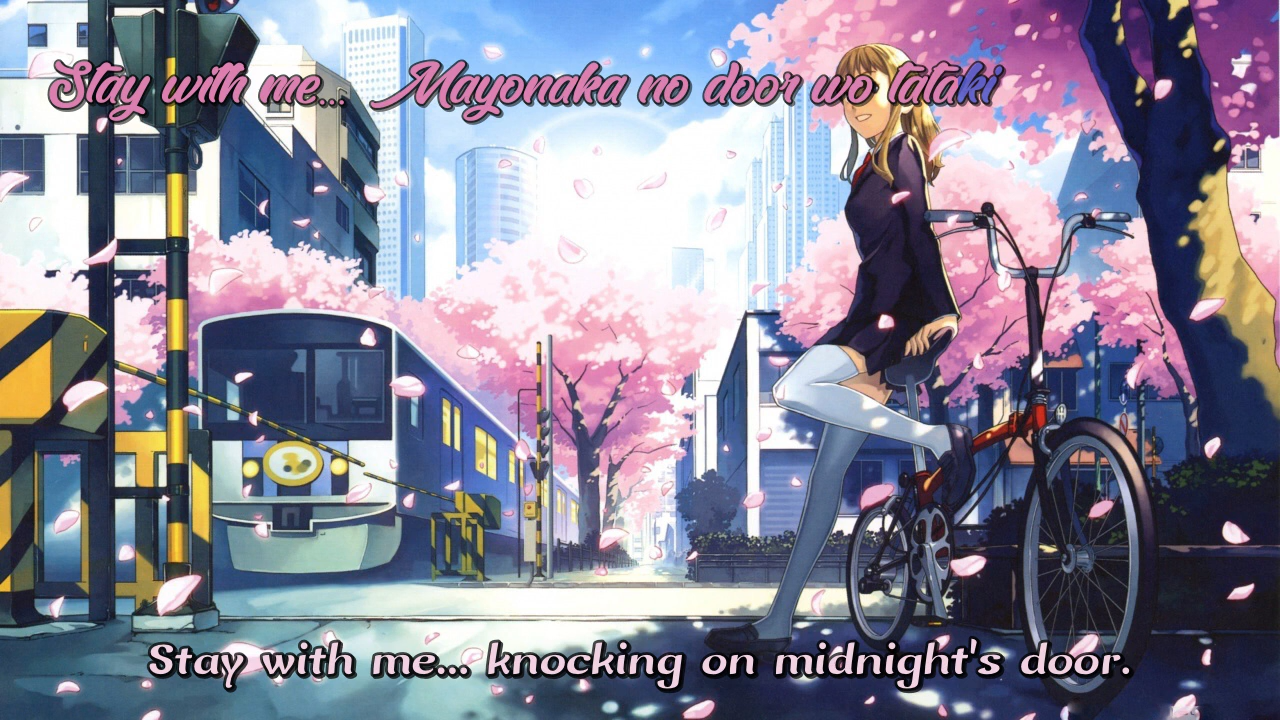 Stay with me... Mayonaka no door wo tataki
Stay with me... knocking on midnight's door.